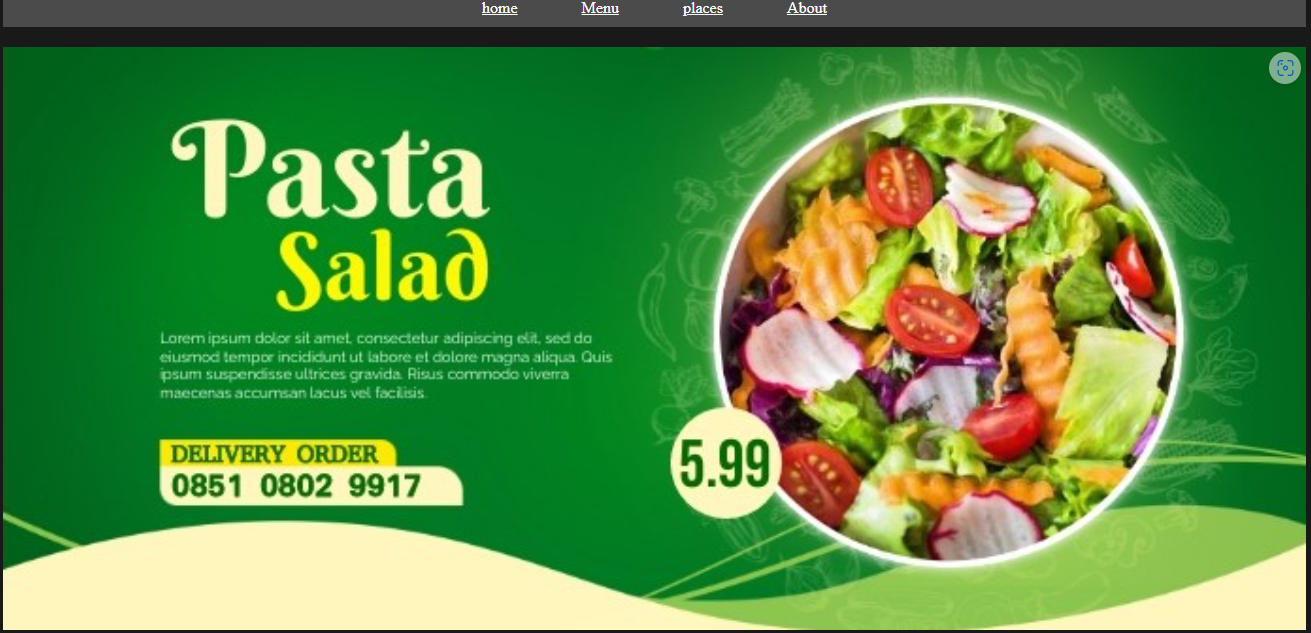 home Menu places About
Pasta
Salad
Lorem ipsum dolor sit amet, consectetur adipiscing elit, sed do
eiusmod tempor incididunt ut labore et dolore magna aliqua. Quis
ipsum suspendisse ultrices gravida. Risus commodo viverra
maecenas accumsan lacus vel facilisis.
DELIVERY ORDER
0851 0802 9917
5.99